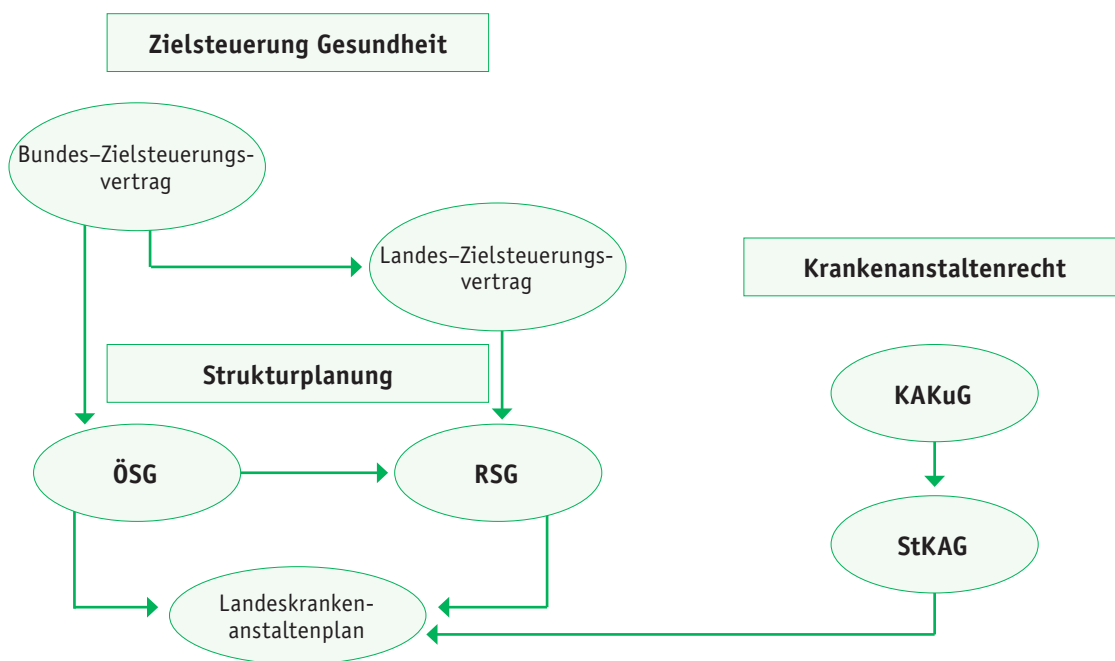 Zielsteuerung Gesundheit
Bundes–Zielsteuerungs-
vertrag
Landes–Zielsteuerungs-
vertrag
Krankenanstaltenrecht
Strukturplanung
KAKuG
ÖSG
RSG
StKAG
Landeskranken-
anstaltenplan